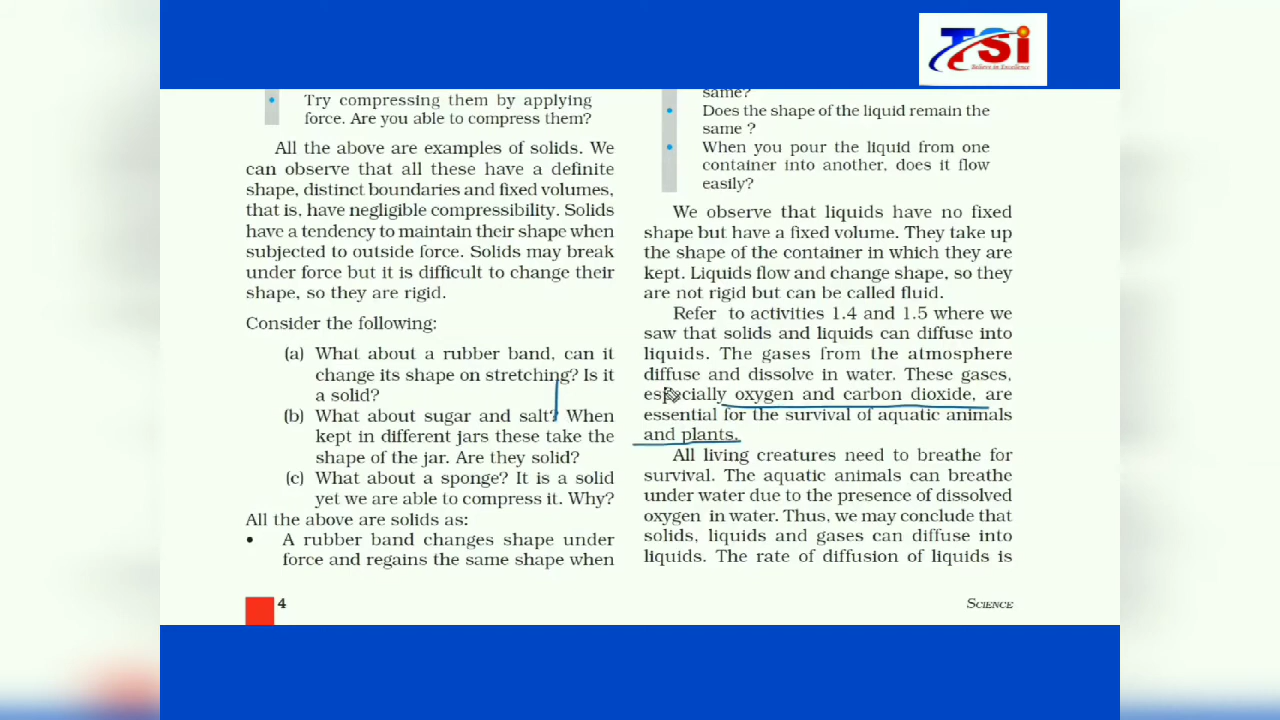 TSi
Believe in Excellence
• Try compressing them by applying
force. Are you able to compress them?
All the above are examples of solids. We
can observe that all these have a definite
shape, distinct boundaries and fixed volumes,
that is, have negligible compressibility. Solids
have a tendency to maintain their shape when
subjected to outside force. Solids may break
under force but it is difficult to change their
shape, so they are rigid.
Consider the following:
(a) What about a rubber band, can it
change its shape on stretching? Is it
a solid?
(b) What about sugar and salt? When
kept in different jars these take the
shape of the jar. Are they solid?
(c) What about a sponge? It is a solid
yet we are able to compress it. Why?
All the above are solids as:
• A rubber band changes shape under
force and regains the same shape when
same?
• Does the shape of the liquid remain the
same ?
• When you pour the liquid from one
container into another, does it flow
easily?
We observe that liquids have no fixed
shape but have a fixed volume. They take up
the shape of the container in which they are
kept. Liquids flow and change shape, so they
are not rigid but can be called fluid.
Refer to activities 1.4 and 1.5 where we
saw that solids and liquids can diffuse into
liquids. The gases from the atmosphere
diffuse and dissolve in water. These gases,
especially oxygen and carbon dioxide, are
essential for the survival of aquatic animals
and plants.
All living creatures need to breathe for
survival. The aquatic animals can breathe
under water due to the presence of dissolved
oxygen in water. Thus, we may conclude that
solids, liquids and gases can diffuse into
liquids. The rate of diffusion of liquids is
4
SCIENCE